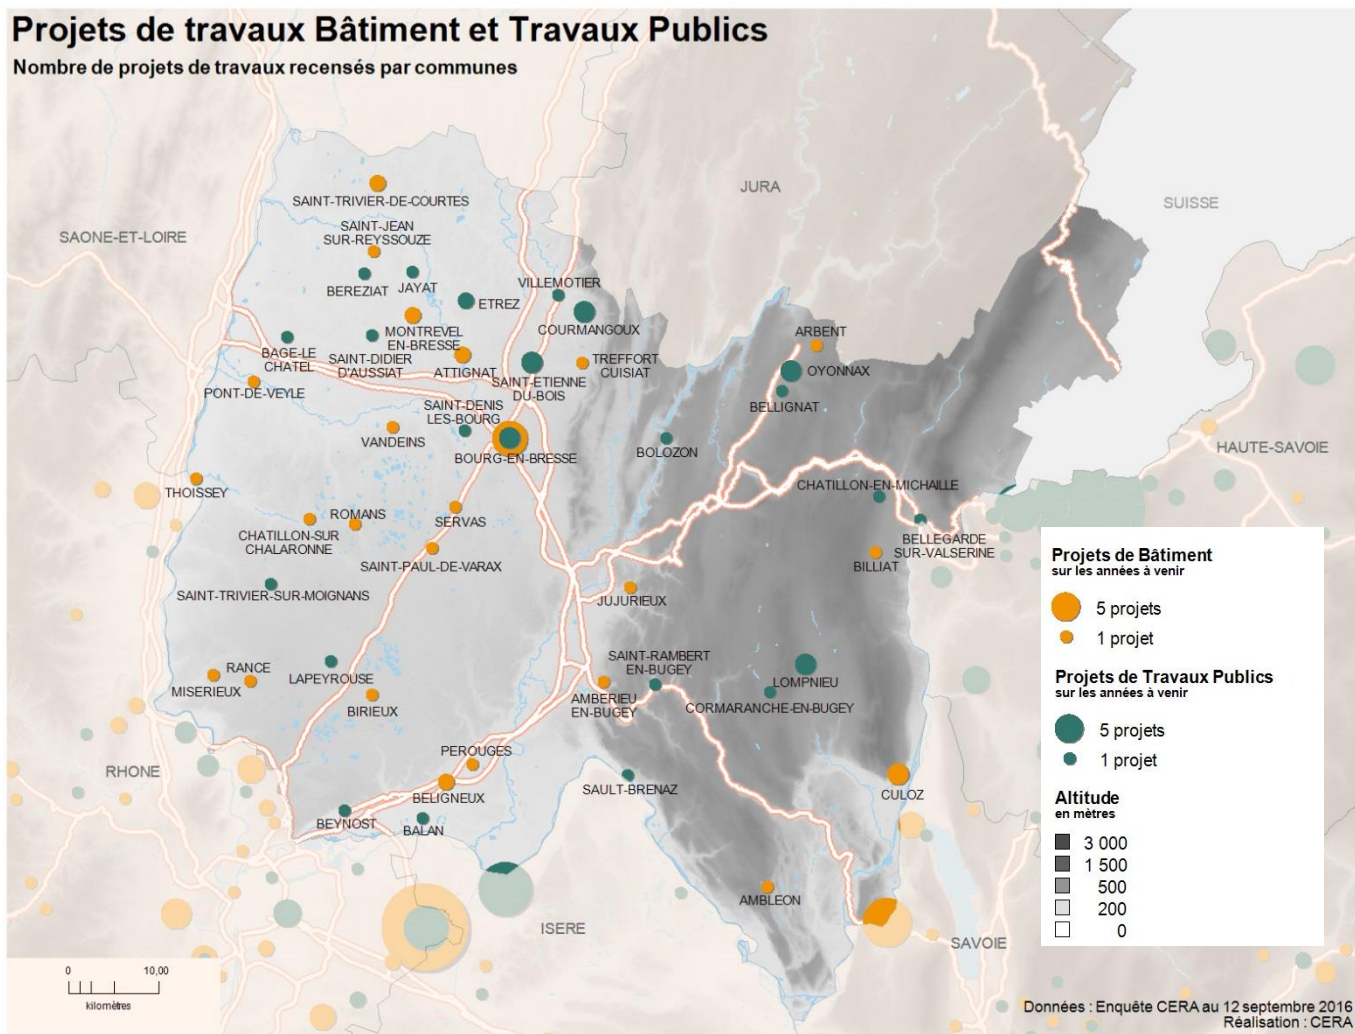 Projets de travaux Bâtiment et Travaux Publics
Nombre de projets de travaux recensés par communes
JURA
SUISSE
SAINT-TRIVIER-DE-COURTES
SAINT-JEAN
SUR-REYSSOUZE
SAONE-ET-LOIRE
BEREZIAT
JAYAT
VILLEMOTIER
ETREZ
COURMANGOUX
ARBENT
MONTREVEL
EN-BRESSE
BAGE-LE
CHATEL
SAINT-DIDIER
D'AUSSIAT
ATTIGNAT
TREFFORT
CUISIAT
OYONNAX
SAINT-ETIENNE
DU-BOIS
PONT-DE-VEYLE
BELLIGNAT
SAINT-DENIS
LES-BOURG
VANDEINS
BOURG-EN-BRESSE
BOLOZON
HAUTE-SAVOIE
THOISSEY
CHATILLON-EN-MICHAILLE
ROMANS
SERVAS
CHATILLON-SUR
CHALARONNE
BELLEGARDE
SUR-VALSERINE
SAINT-PAUL-DE-VARAX
BILLIAT
SAINT-TRIVIER-SUR-MOIGNANS
JUJURIEUX
SAINT-RAMBERT
EN-BUGEY
RANCE
MISERIEUX
LAPEYROUSE
LOMPNIEU
BIRIEUX
AMBERIEU
EN-BUGEY
CORMARANCHE-EN-BUGEY
PEROUGES
RHONE
BELIGNEUX
SAULT-BRENAZ
CULOZ
BEYNOST
BALAN
AMBLEON
ISERE
SAVOIE
Projets de Bâtiment
sur les années à venir
5 projets
1 projet
Projets de Travaux Publics
sur les années à venir
5 projets
1 projet
Altitude
en mètres
3 000
1 500
500
200
0
0 10,00
kilomètres
Données : Enquête CERA au 12 septembre 2016
Réalisation : CERA